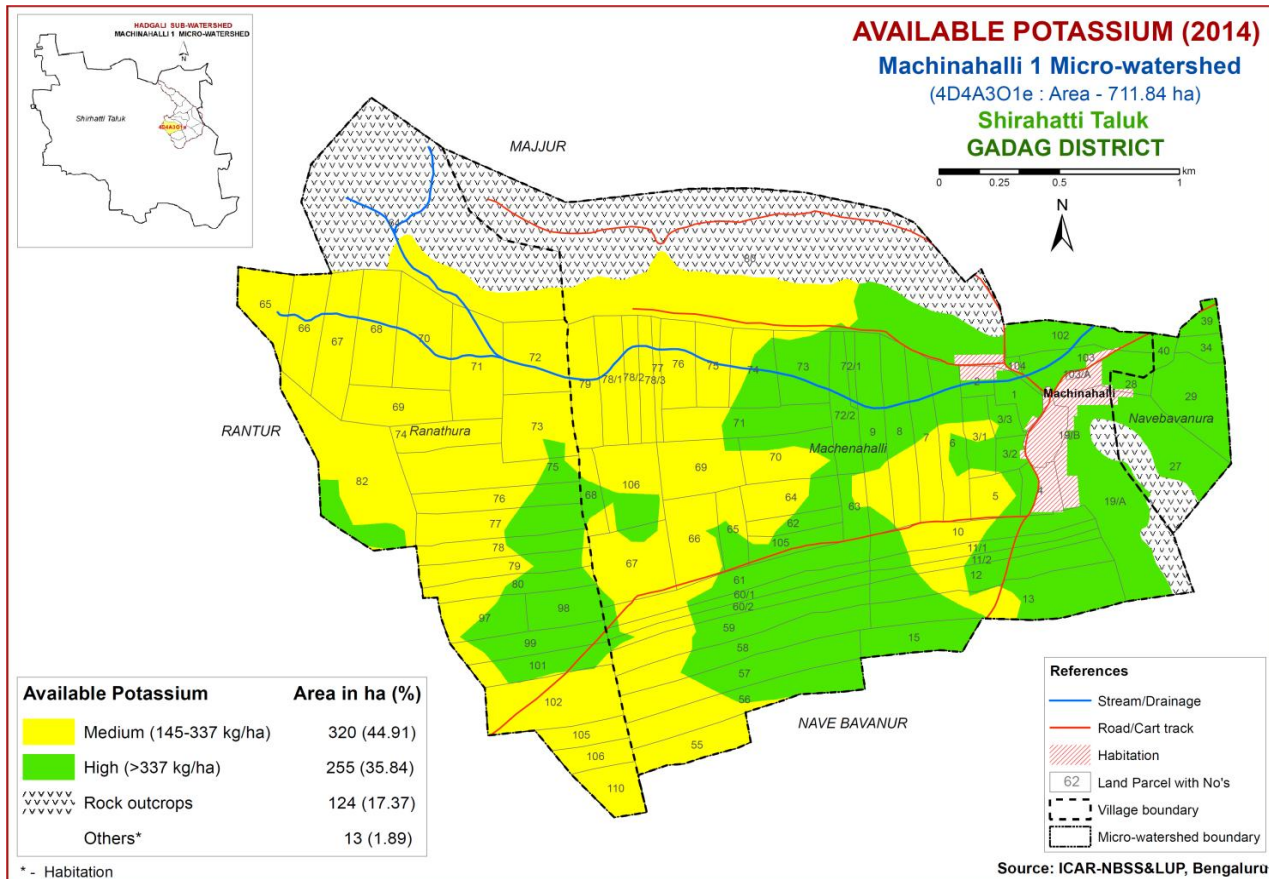 HADGALI SUB-WATERSHED
MACHINAHALLI 1 MICRO-WATERSHED
N
Shirhatti Taluk
4D4A3O1e
AVAILABLE POTASSIUM (2014)
Machinahalli 1 Micro-watershed
(4D4A3O1e : Area - 711.84 ha)
Shirahatti Taluk
GADAG DISTRICT
0 0.25 0.5 1 km
N
MAJJUR
89
65
66
67
68
70
71
72
79
78/1
78/2
77
78/3
76
75
74
73
72/1
102
39
34
40
103
104
103/A
2
1
28
Machinahalli
29
Navebavanura
69
74
Ranathura
73
RANTUR
71
72/2
Machenahalli
9
8
7
6
3/1
3/3
3/2
19/B
27
82
75
76
68
106
69
70
64
62
63
5
4
19/A
77
78
79
80
67
66
65
105
10
11/1
11/2
12
13
97
98
99
101
61
60/1
60/2
59
58
57
56
15
102
105
106
110
55
NAVE BAVANUR
Available Potassium Area in ha (%)
Medium (145-337 kg/ha) 320 (44.91)
High (>337 kg/ha) 255 (35.84)
Rock outcrops 124 (17.37)
Others* 13 (1.89)
* - Habitation
References
Stream/Drainage
Road/Cart track
Habitation
62 Land Parcel with No's
Village boundary
Micro-watershed boundary
Source: ICAR-NBSS&LUP, Bengaluru